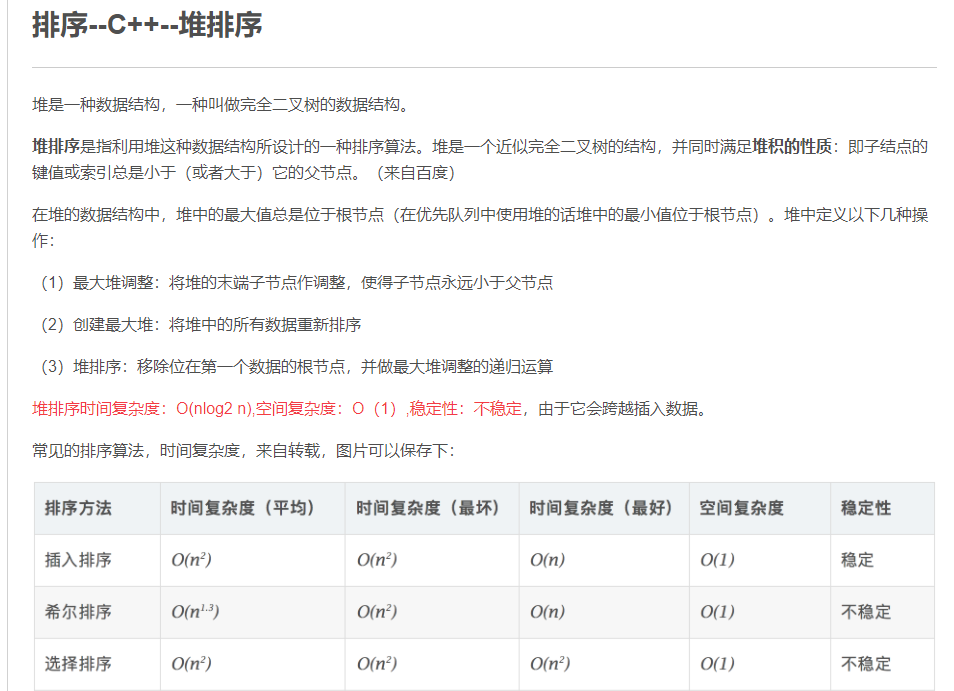 排序--C++--堆排序
堆是一种数据结构，一种叫做完全二叉树的数据结构。
堆排序是指利用堆这种数据结构所设计的一种排序算法。堆是一个近似完全二叉树的结构，并同时满足堆积的性质：即子结点的
键值或索引总是小于（或者大于）它的父节点。（来自百度）
在堆的数据结构中，堆中的最大值总是位于根节点（在优先队列中使用堆的话堆中的最小值位于根节点）。堆中定义以下几种操
作：
（1）最大堆调整：将堆的末端子节点作调整，使得子节点永远小于父节点
（2）创建最大堆：将堆中的所有数据重新排序
（3）堆排序：移除位在第一个数据的根节点，并做最大堆调整的递归运算
堆排序时间复杂度：O(nlog2 n),空间复杂度：O（1）,稳定性：不稳定，由于它会跨越插入数据。
常见的排序算法，时间复杂度，来自转载，图片可以保存下：
排序方法 时间复杂度（平均） 时间复杂度（最坏） 时间复杂度（最好） 空间复杂度 稳定性
插入排序 O(n²) O(n²) O(n) O(1) 稳定
希尔排序 O(n¹·³) O(n²) O(n) O(1) 不稳定
选择排序 O(n²) O(n²) O(n²) O(1) 不稳定